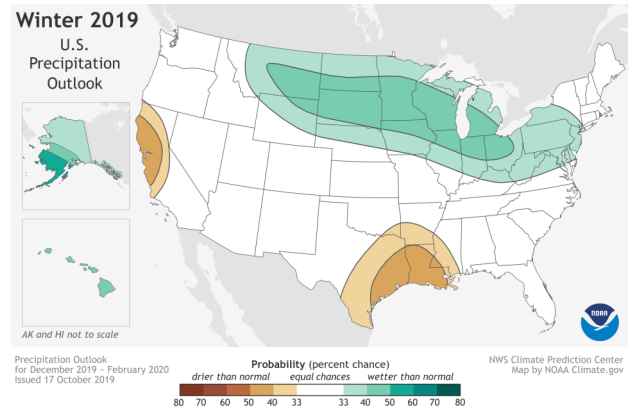 Winter 2019
U.S.
Precipitation
Outlook
AK and HI not to scale
NOAA
Precipitation Outlook
for December 2019 – February 2020
Issued 17 October 2019
Probability (percent chance)
drier than normal equal chances wetter than normal
80 70 60 50 40 33 33 40 50 60 70 80
NWS Climate Prediction Center
Map by NOAA Climate.gov